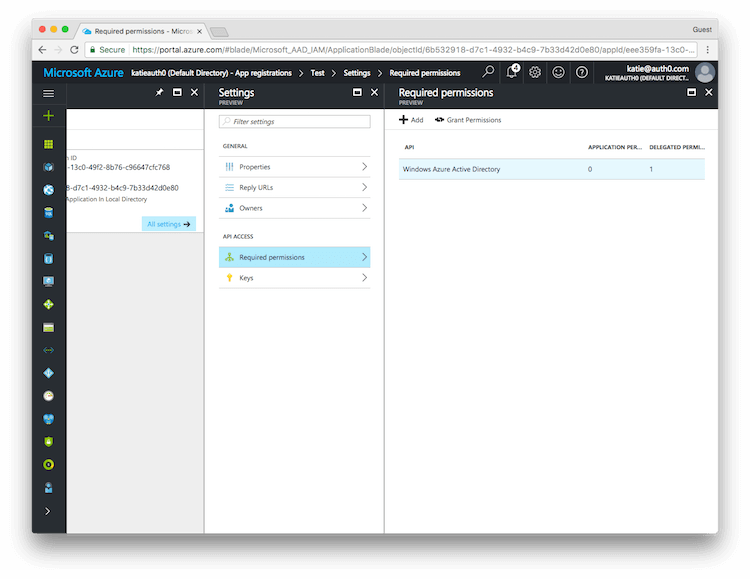 Required permissions - Micros
Guest
Secure
https://portal.azure.com/#blade/Microsoft_AAD_IAM/ApplicationBlade/objectId/6b532918-d7c1-4932-b4c9-7b33d42d0e80/appId/eee359fa-13c0-...
Microsoft Azure
katieauth0 (Default Directory) - App registrations > Test > Settings > Required permissions
4
katie@auth0.com
KATIEAUTH0 (DEFAULT DIRECT...
n ID
-13c0-49f2-8b76-c96647cfc768
8-d7c1-4932-b4c9-7b33d42d0e80
Application In Local Directory
All settings
Settings
PREVIEW
Filter settings
GENERAL
Properties
Reply URLs
Owners
API ACCESS
Required permissions
Keys
Required permissions
PREVIEW
Add
Grant Permissions
API
APPLICATION PER...
DELEGATED PERMI...
Windows Azure Active Directory
0
1